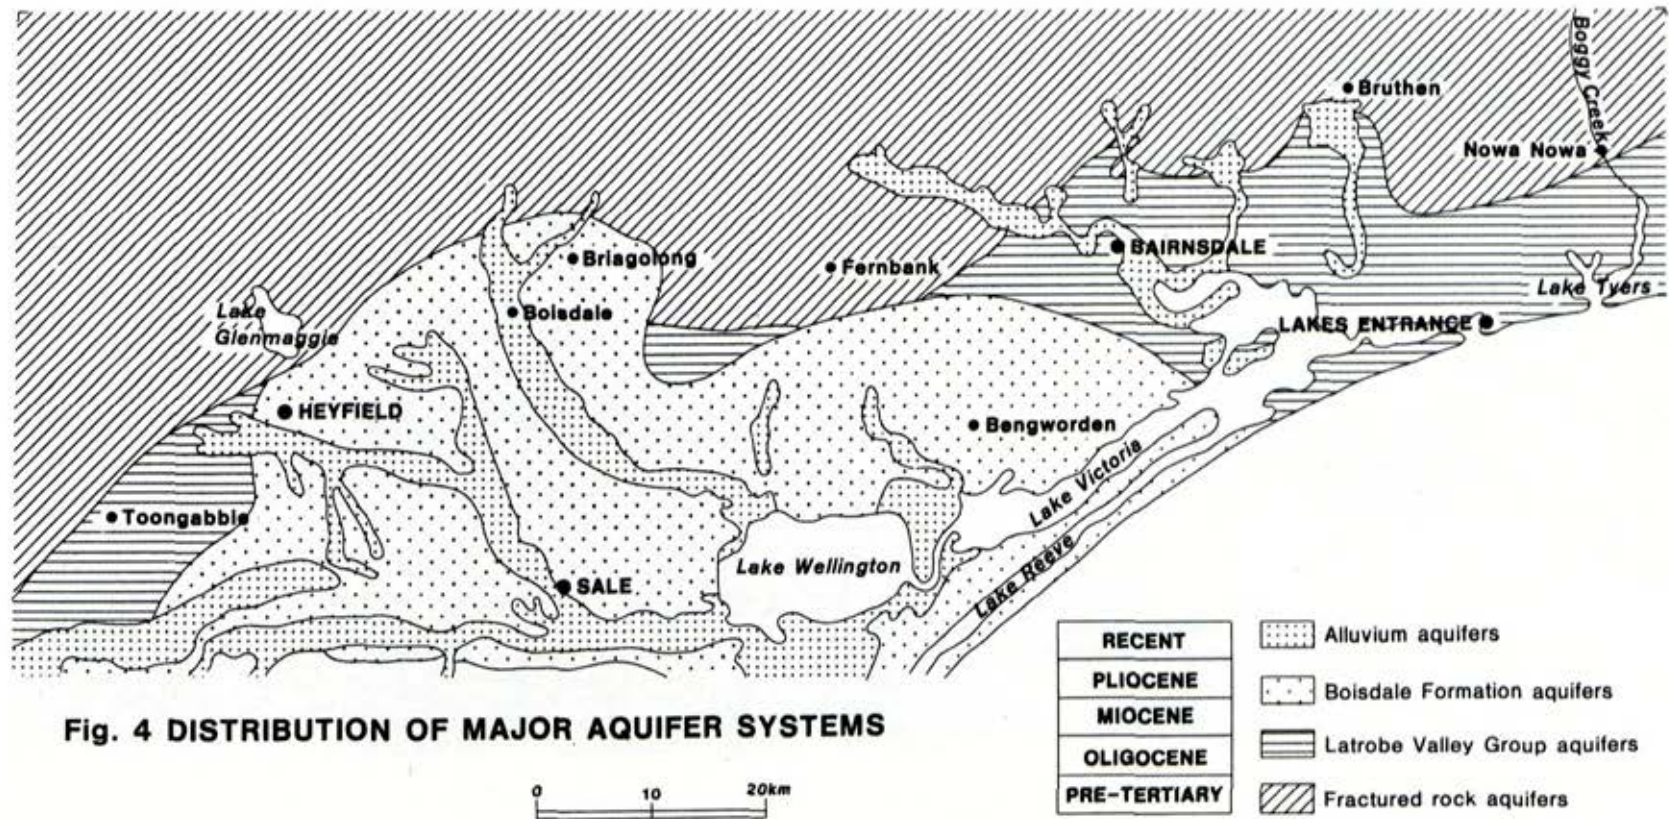 Boggy Creek
Bruthen
Nowa Nowa
BAIRNSDALE
Briagolong
Fernbank
Lake Tyers
Lake
Glenmaggie
Boisdale
LAKES ENTRANCE
HEYFIELD
Bengworden
Lake Victoria
Toongabbie
Lake Wellington
Lake Reeve
SALE
Fig. 4 DISTRIBUTION OF MAJOR AQUIFER SYSTEMS
0 10 20km
RECENT
PLIOCENE
MIOCENE
OLIGOCENE
PRE-TERTIARY
Alluvium aquifers
Boisdale Formation aquifers
Latrobe Valley Group aquifers
Fractured rock aquifers